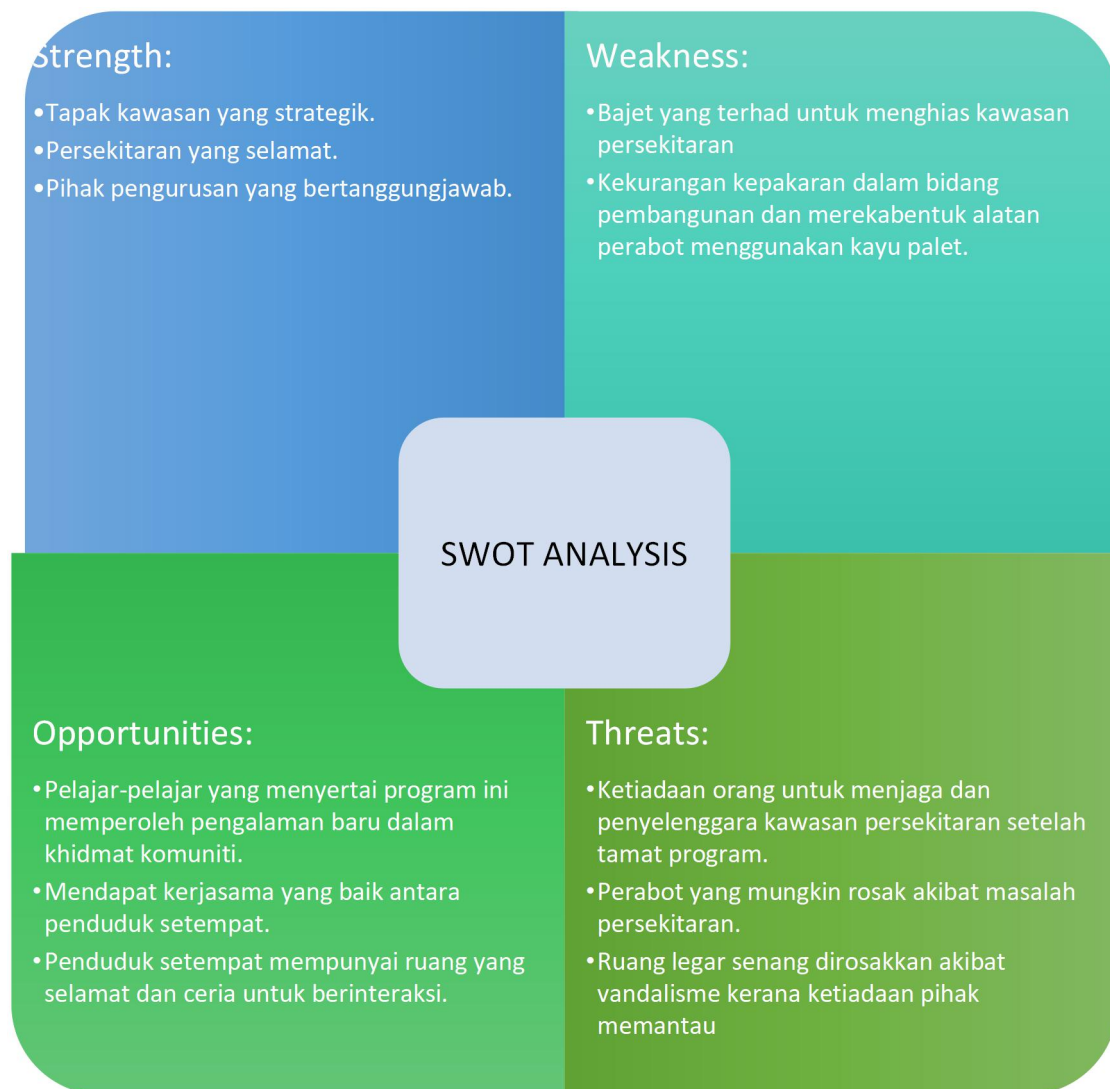 Strength:
•Tapak kawasan yang strategik.
•Persekitaran yang selamat.
•Pihak pengurusan yang bertanggungjawab.
Weakness:
•Bajet yang terhad untuk menghias kawasan
persekitaran
•Kekurangan kepakaran dalam bidang
pembangunan dan merekabentuk alatan
perabot menggunakan kayu palet.
SWOT ANALYSIS
Opportunities:
•Pelajar-pelajar yang menyertai program ini
memperoleh pengalaman baru dalam
khidmat komuniti.
•Mendapat kerjasama yang baik antara
penduduk setempat.
•Penduduk setempat mempunyai ruang yang
selamat dan ceria untuk berinteraksi.
Threats:
•Ketiadaan orang untuk menjaga dan
penyelenggara kawasan persekitaran setelah
tamat program.
•Perabot yang mungkin rosak akibat masalah
persekitaran.
•Ruang legar senang dirosakkan akibat
vandalisme kerana ketiadaan pihak
memantau